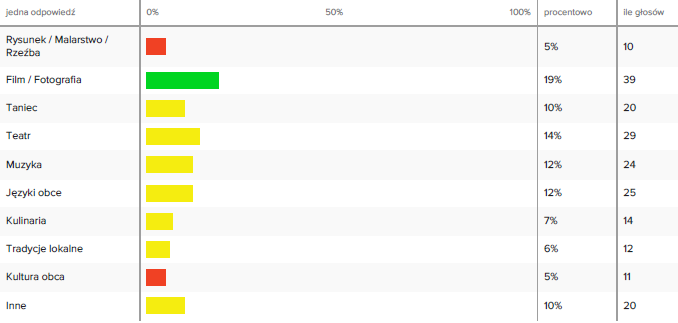 jedna odpowiedź 0% 50% 100% procentowo ile głosów
Rysunek / Malarstwo /
Rzeźba 5% 10
Film / Fotografia 19% 39
Taniec 10% 20
Teatr 14% 29
Muzyka 12% 24
Języki obce 12% 25
Kulinaria 7% 14
Tradycje lokalne 6% 12
Kultura obca 5% 11
Inne 10% 20